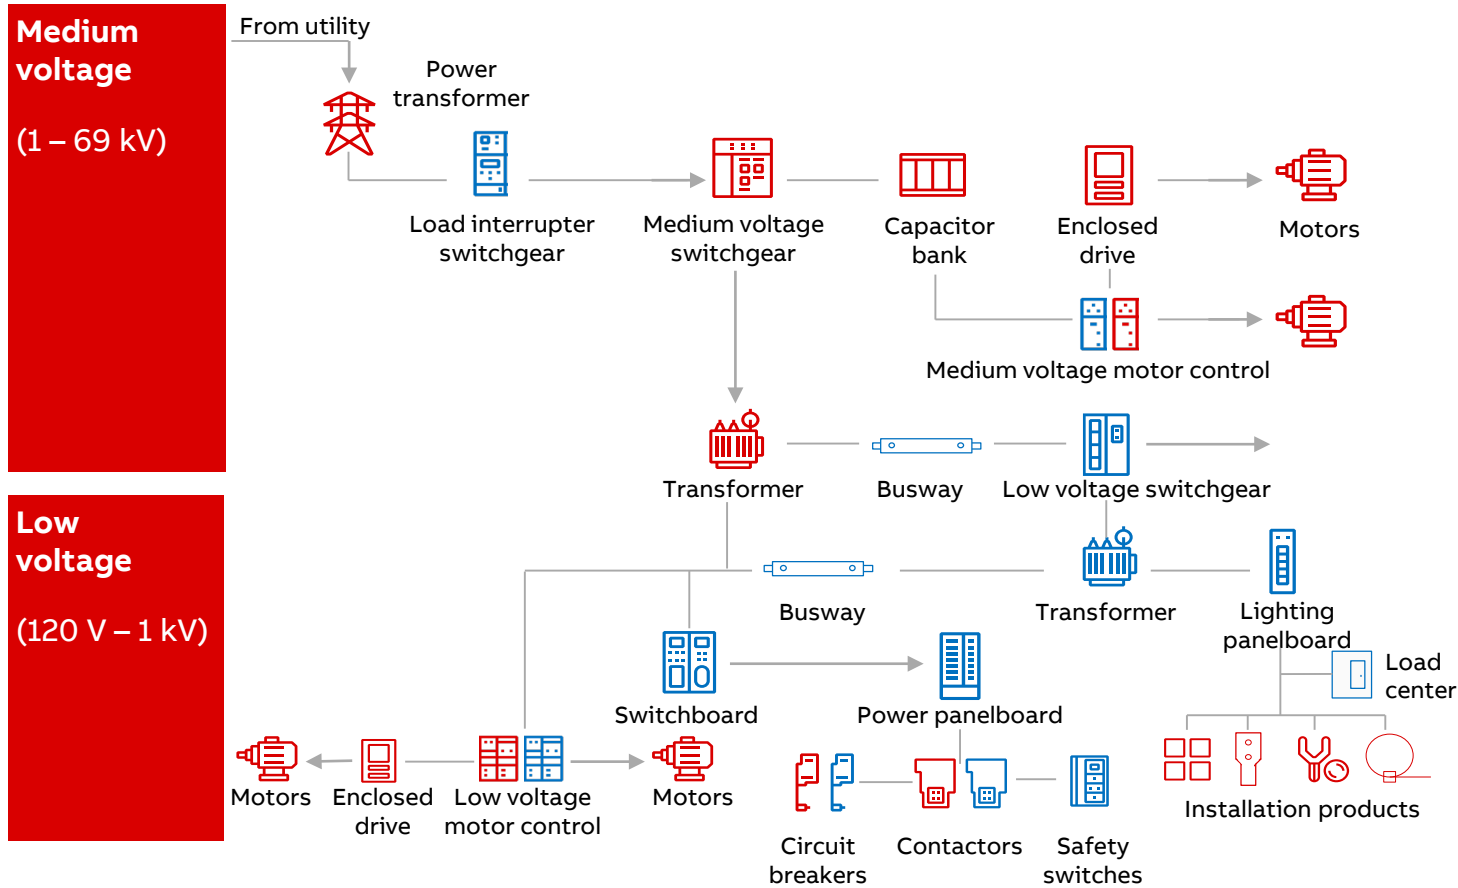 Medium
voltage
(1 – 69 kV)
From utility
Power
transformer
Load interrupter
switchgear
Medium voltage
switchgear
Capacitor
bank
Enclosed
drive
Motors
Medium voltage motor control
Transformer
Busway
Low voltage switchgear
Low
voltage
(120 V – 1 kV)
Busway
Transformer
Lighting
panelboard
Load
center
Switchboard
Power panelboard
Motors
Enclosed
drive
Low voltage
motor control
Motors
Installation products
Circuit
breakers
Contactors
Safety
switches